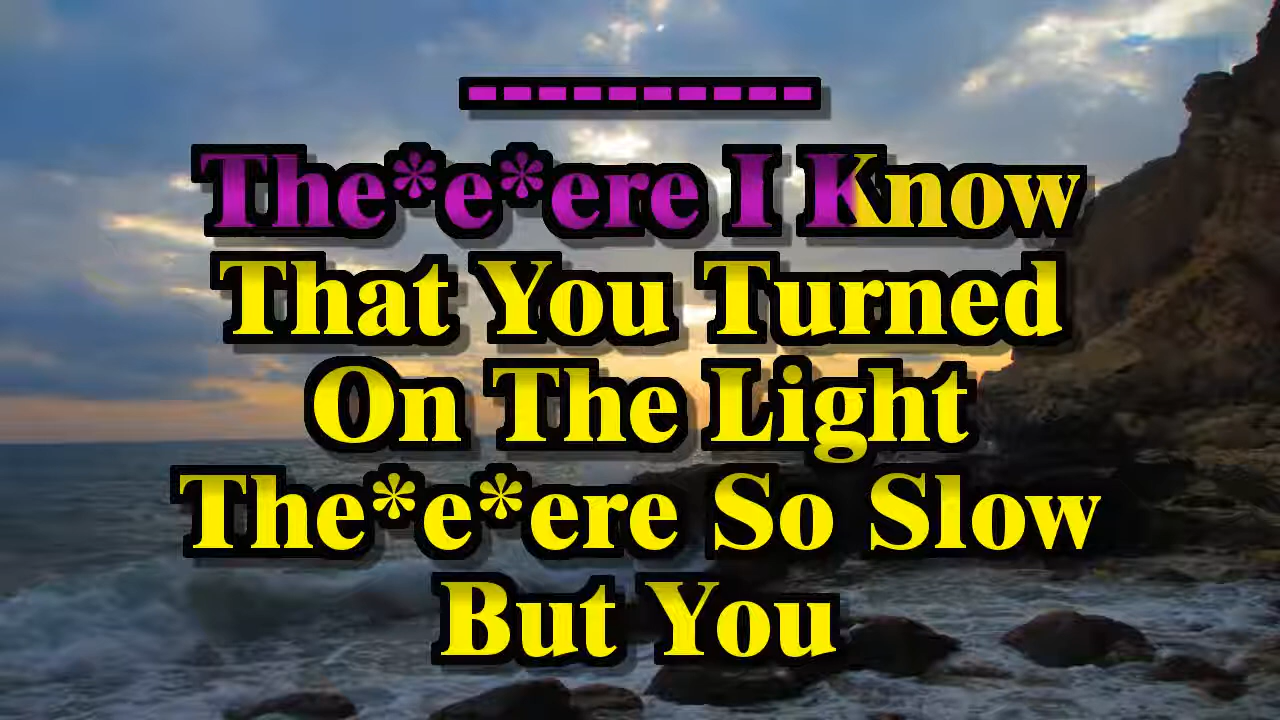 ----------
The*e*ere I Know
That You Turned
On The Light
The*e*ere So Slow
But You